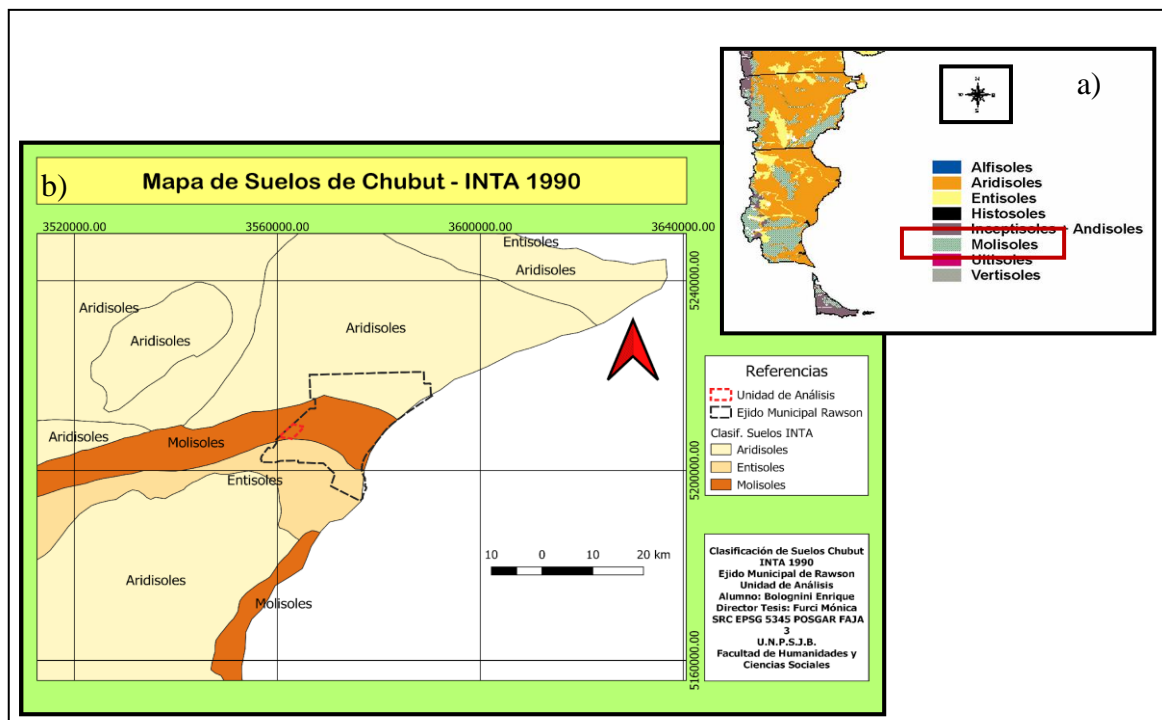 a)
Alfisoles
Aridisoles
Entisoles
Histosoles
Inceptisoles + Andisoles
Molisoles
Ultisoles
Vertisoles
b)
Mapa de Suelos de Chubut - INTA 1990
3520000.00
3560000.00
3600000.00
3640000.00
Entisoles
Aridisoles
5240000.00
Aridisoles
Aridisoles
Aridisoles
Aridisoles
Molisoles
Entisoles
5200000.00
Aridisoles
Molisoles
5160000.00
10 0 10 20 km
Referencias
Unidad de Análisis
Ejido Municipal Rawson
Clasif. Suelos INTA
Aridisoles
Entisoles
Molisoles
Clasificación de Suelos Chubut
INTA 1990
Ejido Municipal de Rawson
Unidad de Análisis
Alumno: Bolognini Enrique
Director Tesis: Furci Mónica
SRC EPSG 5345 POSGAR FAJA
3
U.N.P.S.J.B.
Facultad de Humanidades y
Ciencias Sociales